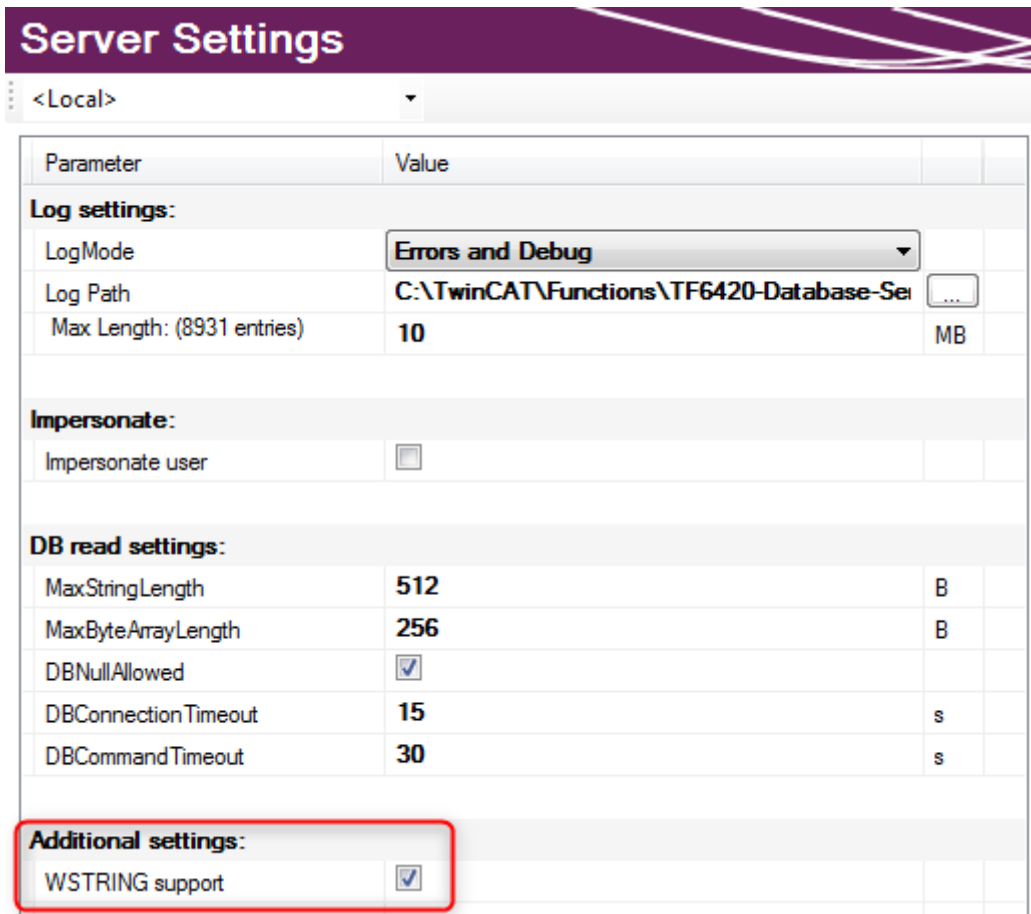 Server Settings
<Local>
Parameter Value
Log settings:
LogMode Errors and Debug
Log Path C:\TwinCAT\Functions\TF6420-Database-Ser ...
Max Length: (8931 entries) 10 MB
Impersonate:
Impersonate user
DB read settings:
MaxStringLength 512 B
MaxByteArrayLength 256 B
DBNullAllowed
DBConnectionTimeout 15 s
DBCommandTimeout 30 s
Additional settings:
WSTRING support